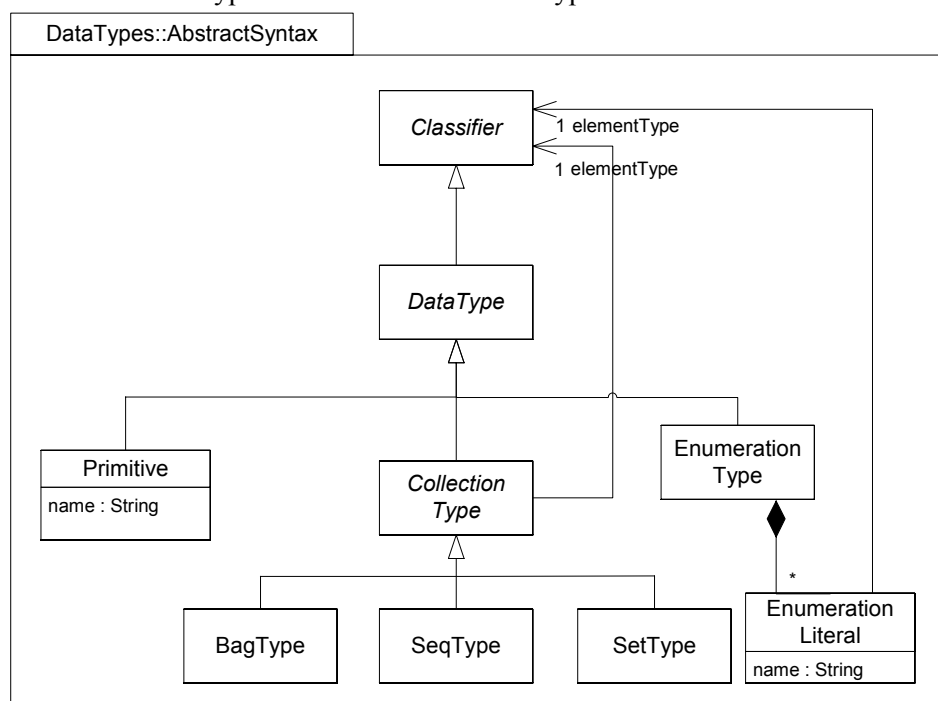 DataTypes::AbstractSyntax
Classifier
1 elementType
1 elementType
DataType
Primitive
name : String
Collection
Type
Enumeration
Type
*
BagType
SeqType
SetType
Enumeration
Literal
name : String